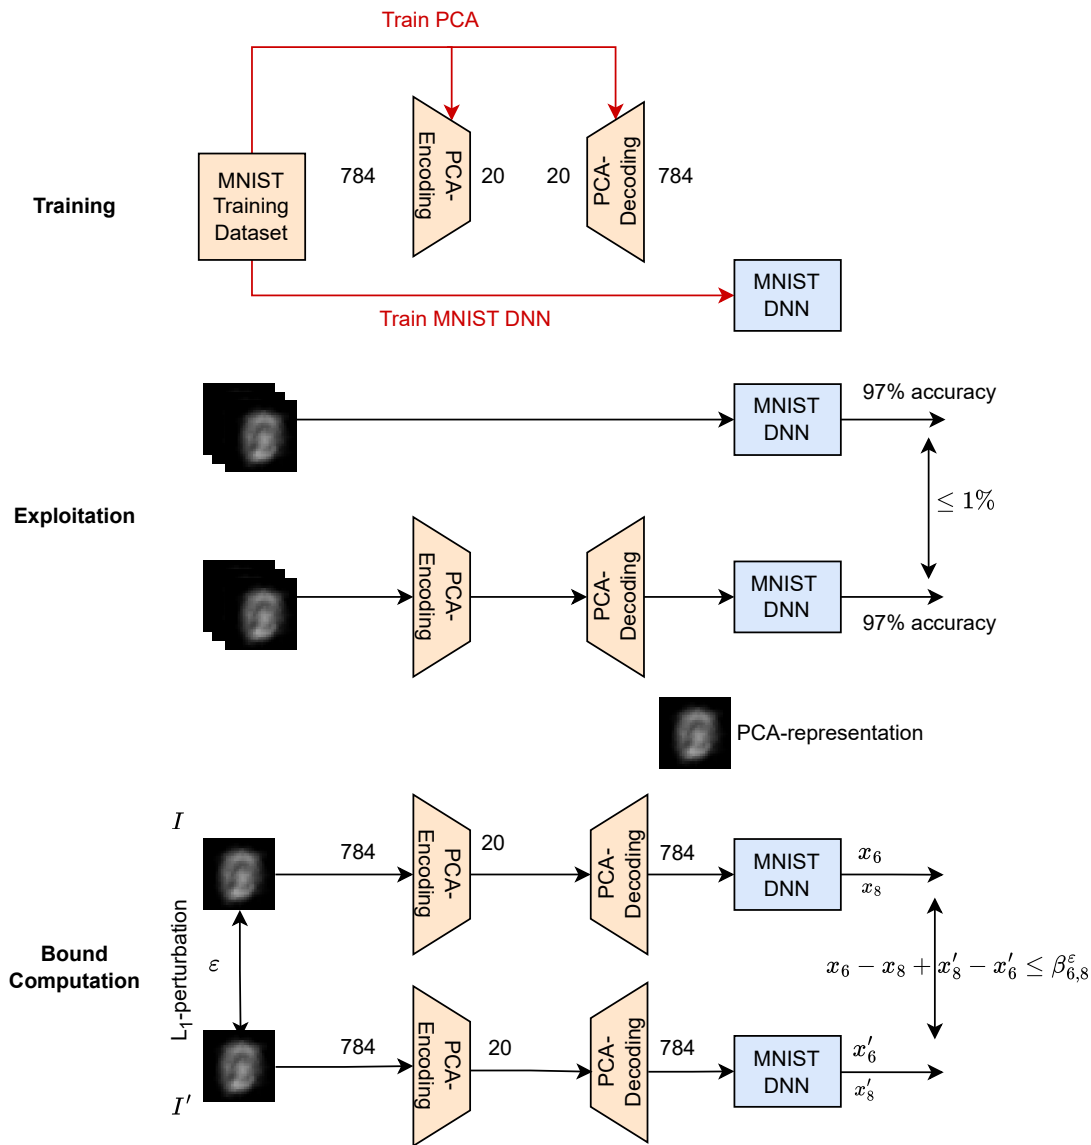 Train PCA
MNIST
Training
Dataset
784
PCA-
Encoding
20
20
PCA-
Decoding
784
Training
Train MNIST DNN
MNIST
DNN
MNIST
DNN
97% accuracy
Exploitation
≤ 1%
PCA-
Encoding
PCA-
Decoding
MNIST
DNN
97% accuracy
PCA-representation
I
784
PCA-
Encoding
20
PCA-
Decoding
784
MNIST
DNN
x₆
x₈
Bound
Computation
L₁-perturbation
ε
x₆ − x₈ + x′₈ − x′₆ ≤ β^ε_{6,8}
I′
784
PCA-
Encoding
20
PCA-
Decoding
784
MNIST
DNN
x′₆
x′₈